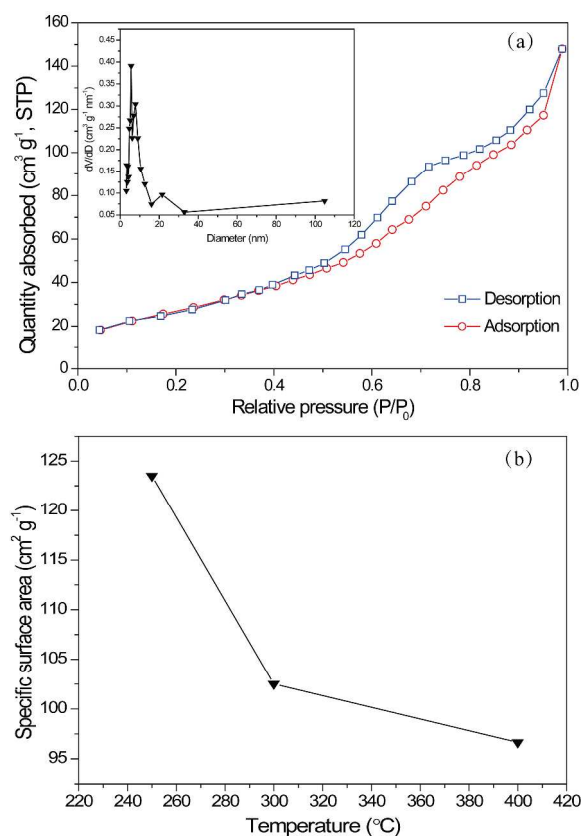 (a)
160
140
120
100
80
60
40
20
0
Quantity absorbed (cm³ g⁻¹, STP)
0.0 0.2 0.4 0.6 0.8 1.0
Relative pressure (P/P₀)
0.45
0.40
0.35
0.30
0.25
0.20
0.15
0.10
0.05
dV/dD (cm³ g⁻¹ nm⁻¹)
0 20 40 60 80 100 120
Diameter (nm)
Desorption
Adsorption
(b)
125
120
115
110
105
100
95
Specific surface area (cm² g⁻¹)
220 240 260 280 300 320 340 360 380 400 420
Temperature (°C)